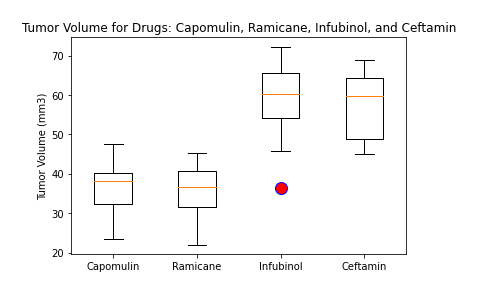 Tumor Volume for Drugs: Capomulin, Ramicane, Infubinol, and Ceftamin
Tumor Volume (mm3)
70
60
50
40
30
20
Capomulin Ramicane Infubinol Ceftamin